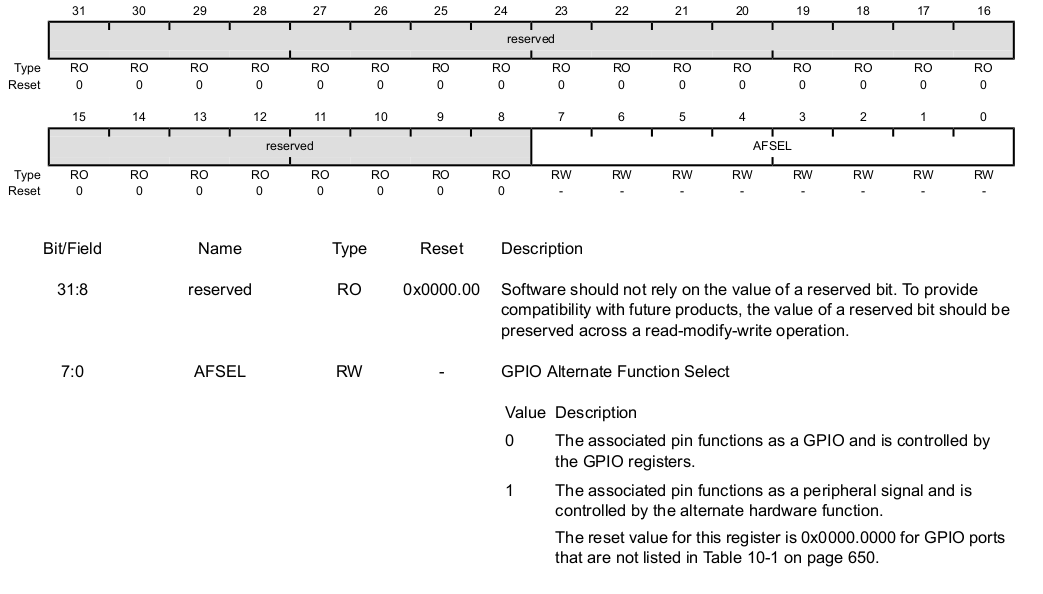 31 30 29 28 27 26 25 24 23 22 21 20 19 18 17 16
reserved
Type RO RO RO RO RO RO RO RO RO RO RO RO RO RO RO RO
Reset 0 0 0 0 0 0 0 0 0 0 0 0 0 0 0 0
15 14 13 12 11 10 9 8 7 6 5 4 3 2 1 0
reserved AFSEL
Type RO RO RO RO RO RO RO RO RW RW RW RW RW RW RW RW
Reset 0 0 0 0 0 0 0 0 - - - - - - - -
Bit/Field Name Type Reset Description
31:8 reserved RO 0x0000.00 Software should not rely on the value of a reserved bit. To provide
compatibility with future products, the value of a reserved bit should be
preserved across a read-modify-write operation.
7:0 AFSEL RW - GPIO Alternate Function Select
Value Description
0 The associated pin functions as a GPIO and is controlled by
the GPIO registers.
1 The associated pin functions as a peripheral signal and is
controlled by the alternate hardware function.
The reset value for this register is 0x0000.0000 for GPIO ports
that are not listed in Table 10-1 on page 650.